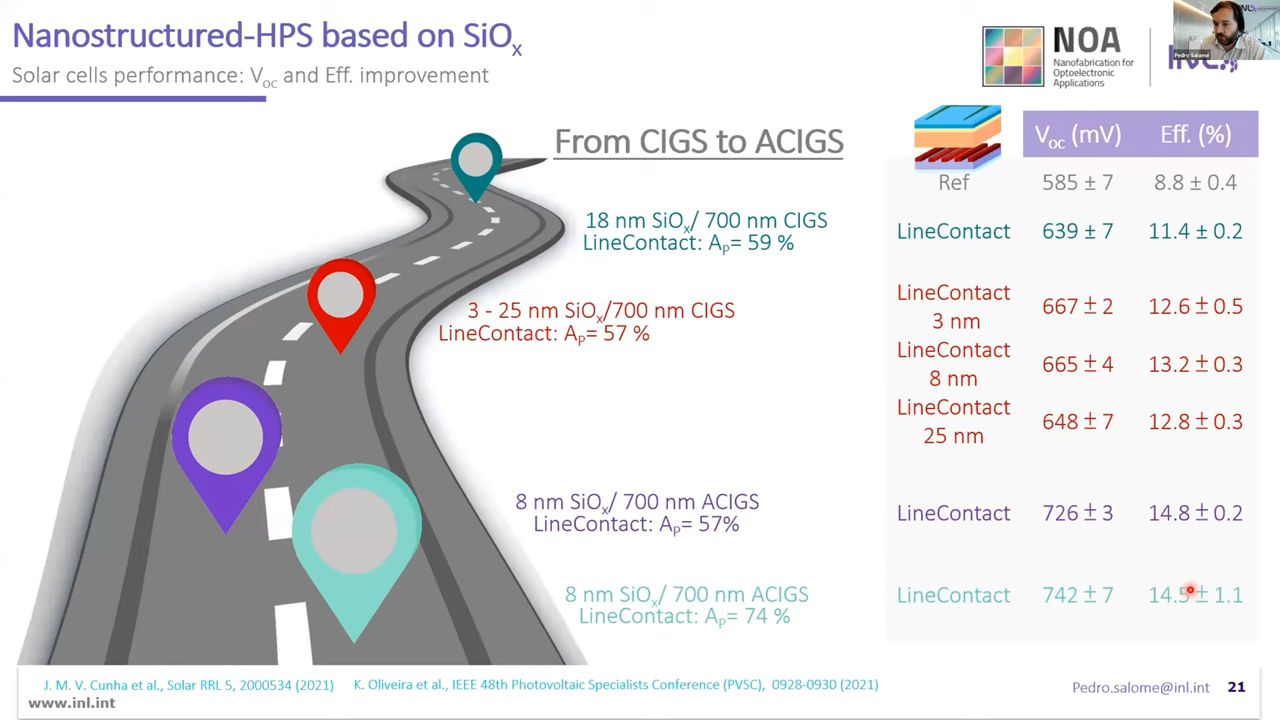 Nanostructured-HPS based on SiOx
Solar cells performance: Voc and Eff. improvement
NOA
Nanofabrication for
Optoelectronic
Applications
Pedro Salomé
From CIGS to ACIGS
Voc (mV) Eff. (%)
Ref 585 ± 7 8.8 ± 0.4
18 nm SiOx/ 700 nm CIGS
LineContact: AP= 59 %
LineContact 639 ± 7 11.4 ± 0.2
3 - 25 nm SiOx/700 nm CIGS
LineContact: AP= 57 %
LineContact
3 nm
667 ± 2 12.6 ± 0.5
LineContact
8 nm
665 ± 4 13.2 ± 0.3
LineContact
25 nm
648 ± 7 12.8 ± 0.3
8 nm SiOx/ 700 nm ACIGS
LineContact: AP= 57%
LineContact 726 ± 3 14.8 ± 0.2
8 nm SiOx/ 700 nm ACIGS
LineContact: AP= 74 %
LineContact 742 ± 7 14.5 ± 1.1
J. M. V. Cunha et al., Solar RRL 5, 2000534 (2021) K. Oliveira et al., IEEE 48th Photovoltaic Specialists Conference (PVSC), 0928-0930 (2021)
www.inl.int
Pedro.salome@inl.int 21